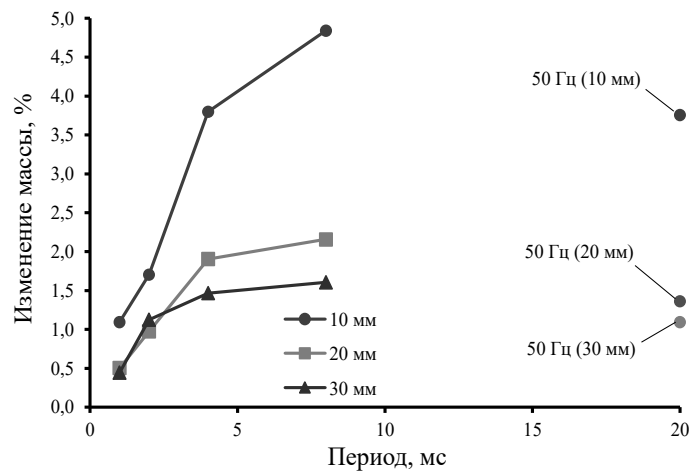 5,0
4,5
4,0
3,5
3,0
2,5
2,0
1,5
1,0
0,5
0,0
Изменение массы, %
50 Гц (10 мм)
50 Гц (20 мм)
50 Гц (30 мм)
10 мм
20 мм
30 мм
0 5 10 15 20
Период, мс